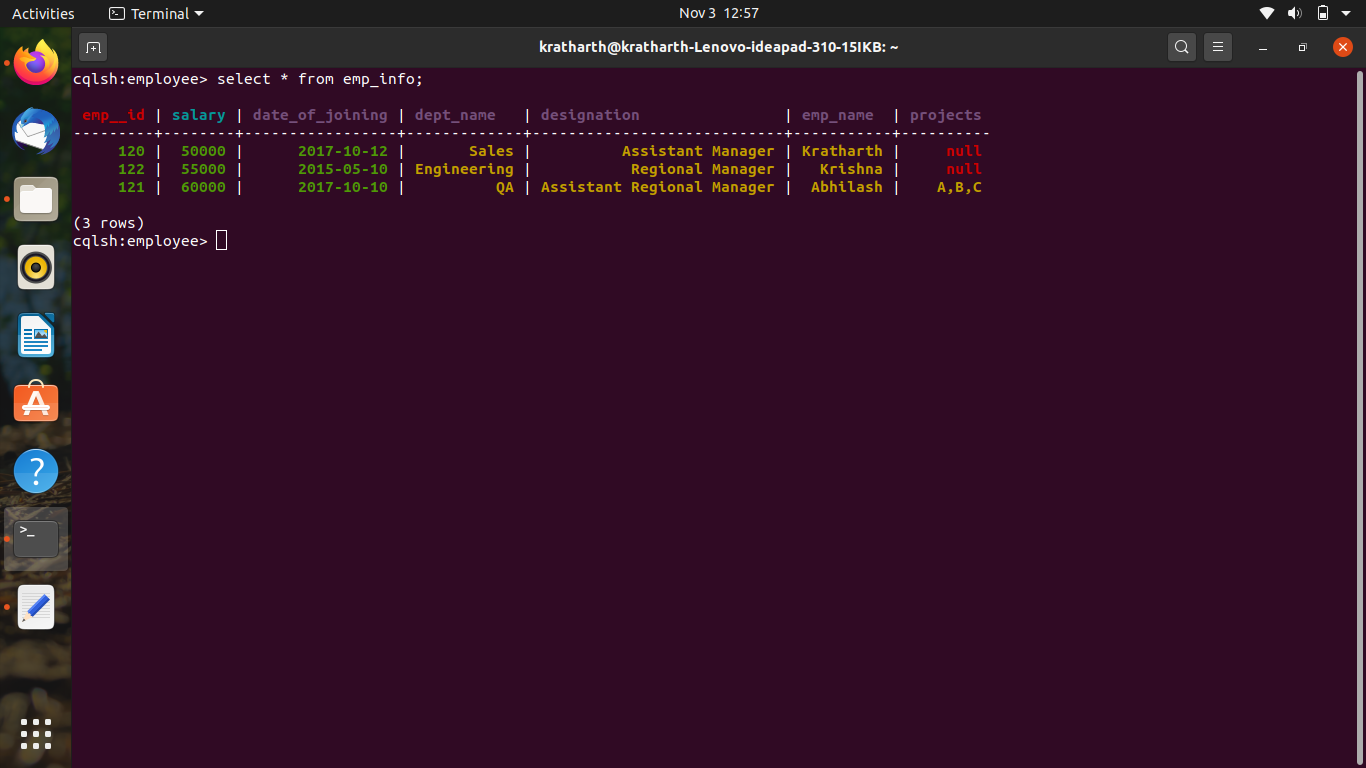 Activities Terminal Nov 3 12:57
kratharth@kratharth-Lenovo-ideapad-310-15IKB: ~
cqlsh:employee> select * from emp_info;
emp__id | salary | date_of_joining | dept_name | designation | emp_name | projects
---------+--------+-----------------+-------------+----------------------------+-----------+----------
120 | 50000 | 2017-10-12 | Sales | Assistant Manager | Kratharth | null
122 | 55000 | 2015-05-10 | Engineering | Regional Manager | Krishna | null
121 | 60000 | 2017-10-10 | QA | Assistant Regional Manager | Abhilash | A,B,C
(3 rows)
cqlsh:employee>